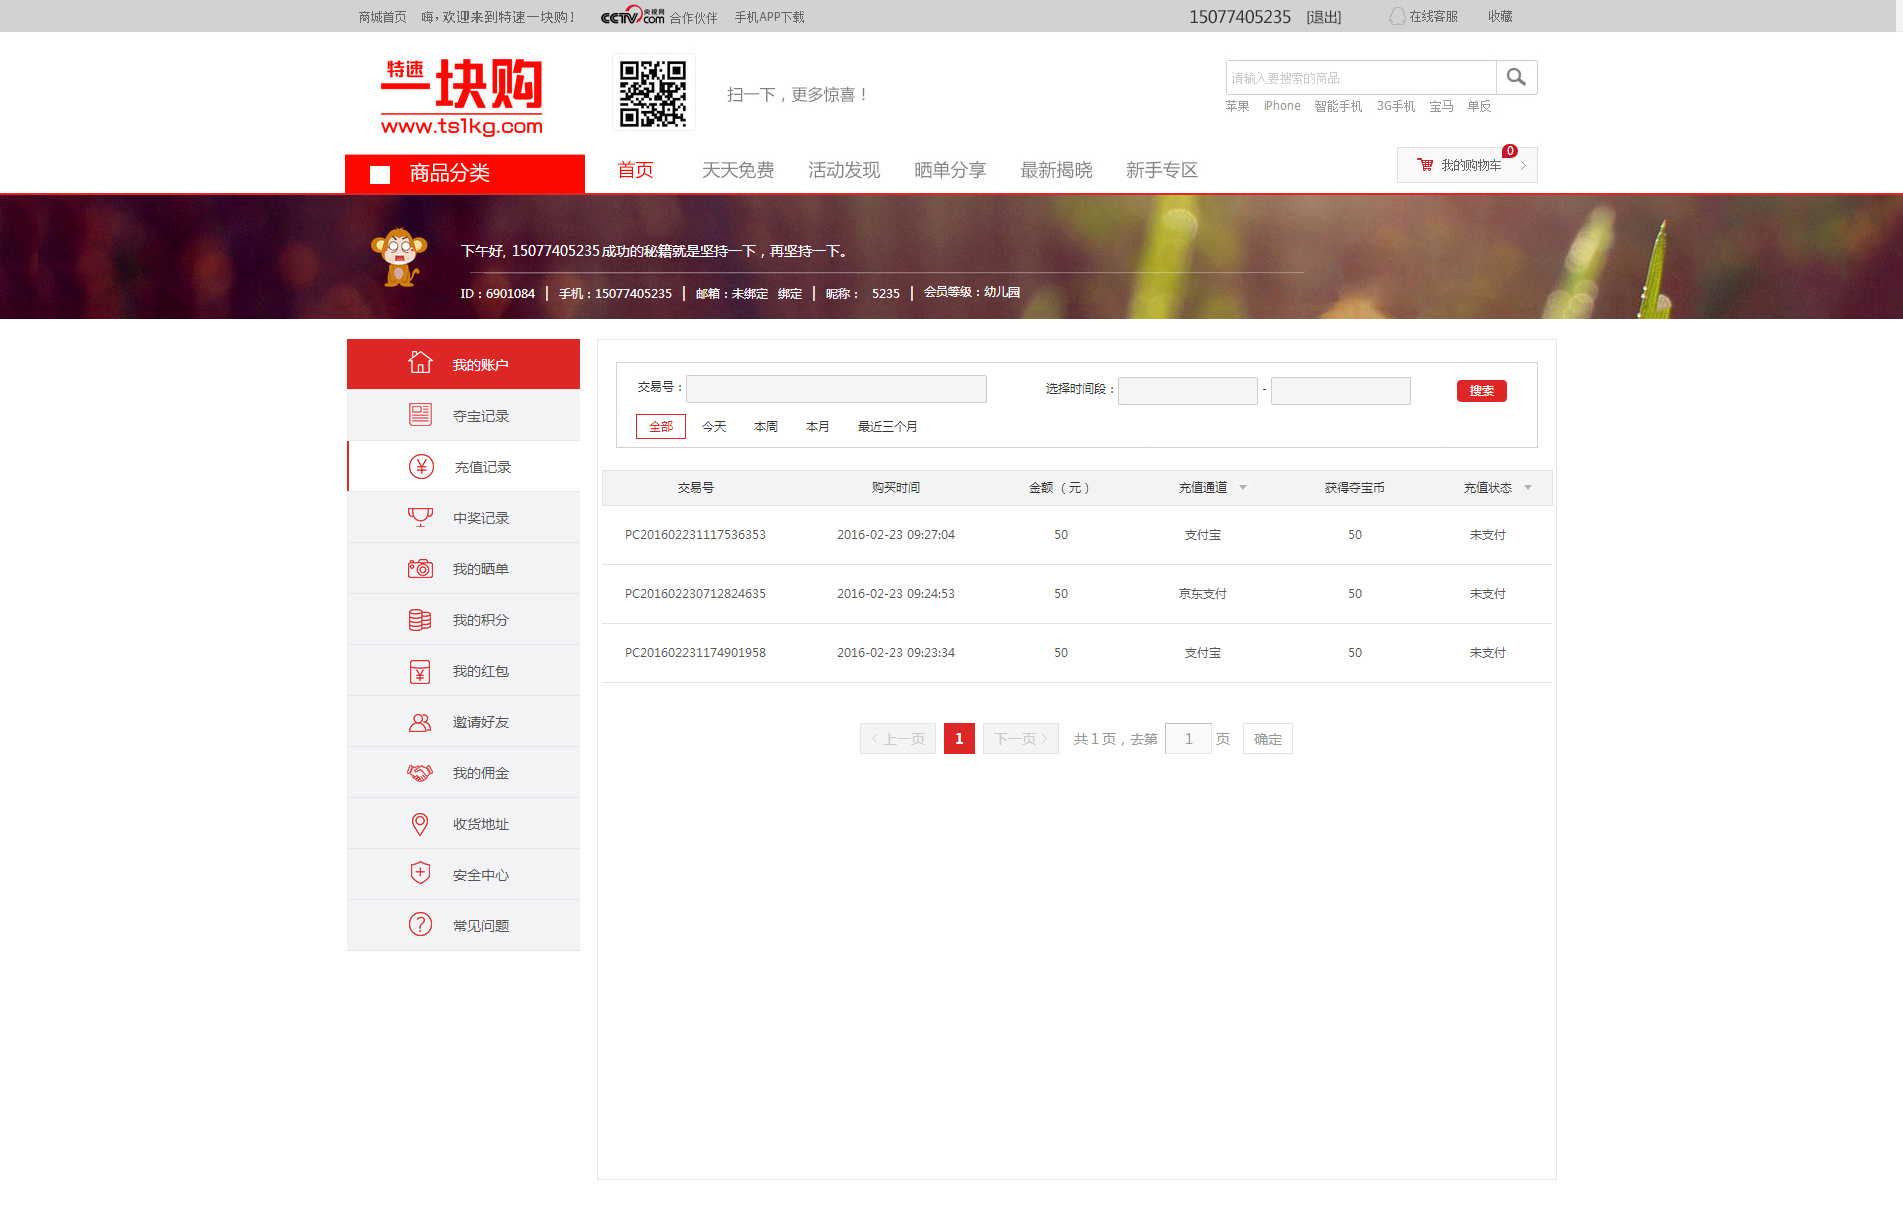 商城首页 嗨，欢迎来到特速一块购！ CCTV.com 央视网 合作伙伴 手机APP下载 15077405235 [退出] 在线客服 收藏
特速一块购
www.ts1kg.com
扫一下，更多惊喜！
请输入要搜索的商品
苹果 iPhone 智能手机 3G手机 宝马 单反
商品分类 首页 天天免费 活动发现 晒单分享 最新揭晓 新手专区
我的购物车 0
下午好, 15077405235成功的秘籍就是坚持一下，再坚持一下。
ID：6901084 | 手机：15077405235 | 邮箱：未绑定 绑定 | 昵称： 5235 | 会员等级：幼儿园
我的账户
夺宝记录
充值记录
中奖记录
我的晒单
我的积分
我的红包
邀请好友
我的佣金
收货地址
安全中心
常见问题
交易号： 选择时间段： - 搜索
全部 今天 本周 本月 最近三个月
交易号 购买时间 金额（元） 充值通道 获得夺宝币 充值状态
PC201602231117536353 2016-02-23 09:27:04 50 支付宝 50 未支付
PC201602230712824635 2016-02-23 09:24:53 50 京东支付 50 未支付
PC201602231174901958 2016-02-23 09:23:34 50 支付宝 50 未支付
< 上一页 1 下一页 > 共1页，去第 1 页 确定